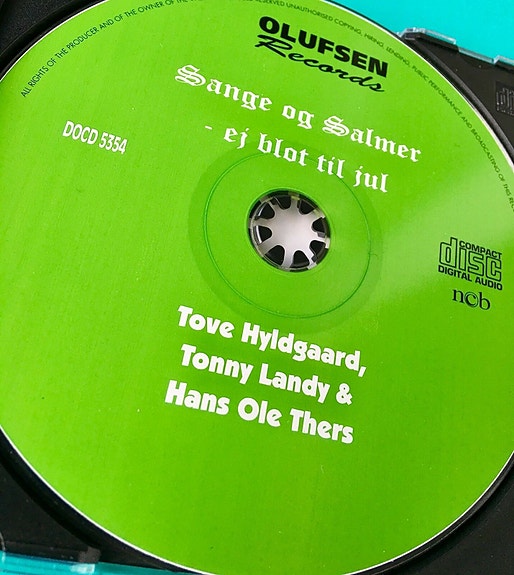 ALL RIGHTS OF THE PRODUCER AND OF THE OWNER OF THE RESERVED UNAUTHORISED COPYING, HIRING, LENDING, PUBLIC PERFORMANCE AND BROADCASTING OF THIS
OLUFSEN
Records
Sange og Salmer
- ej blot til jul
DOCD 5354
COMPACT
disc
DIGITAL AUDIO
ncb
Tove Hyldgaard,
Tonny Landy &
Hans Ole Thers